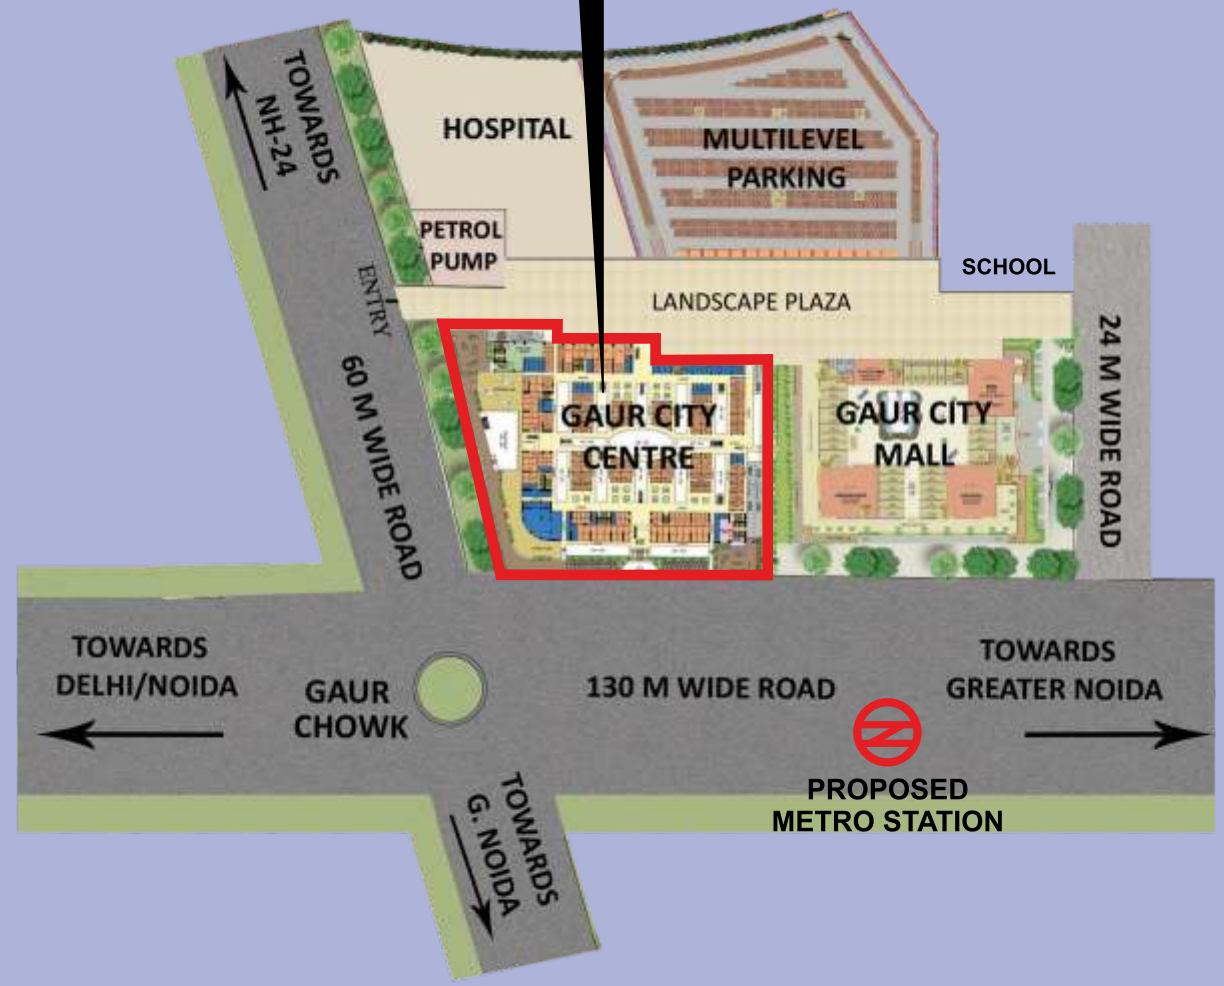 TOWARDS
NH-24
HOSPITAL
MULTILEVEL
PARKING
PETROL
PUMP
SCHOOL
ENTRY
LANDSCAPE PLAZA
60 M WIDE ROAD
24 M WIDE ROAD
GAUR CITY
CENTRE
GAUR CITY
MALL
TOWARDS
DELHI/NOIDA
GAUR
CHOWK
130 M WIDE ROAD
TOWARDS
GREATER NOIDA
PROPOSED
METRO STATION
TOWARDS
G. NOIDA